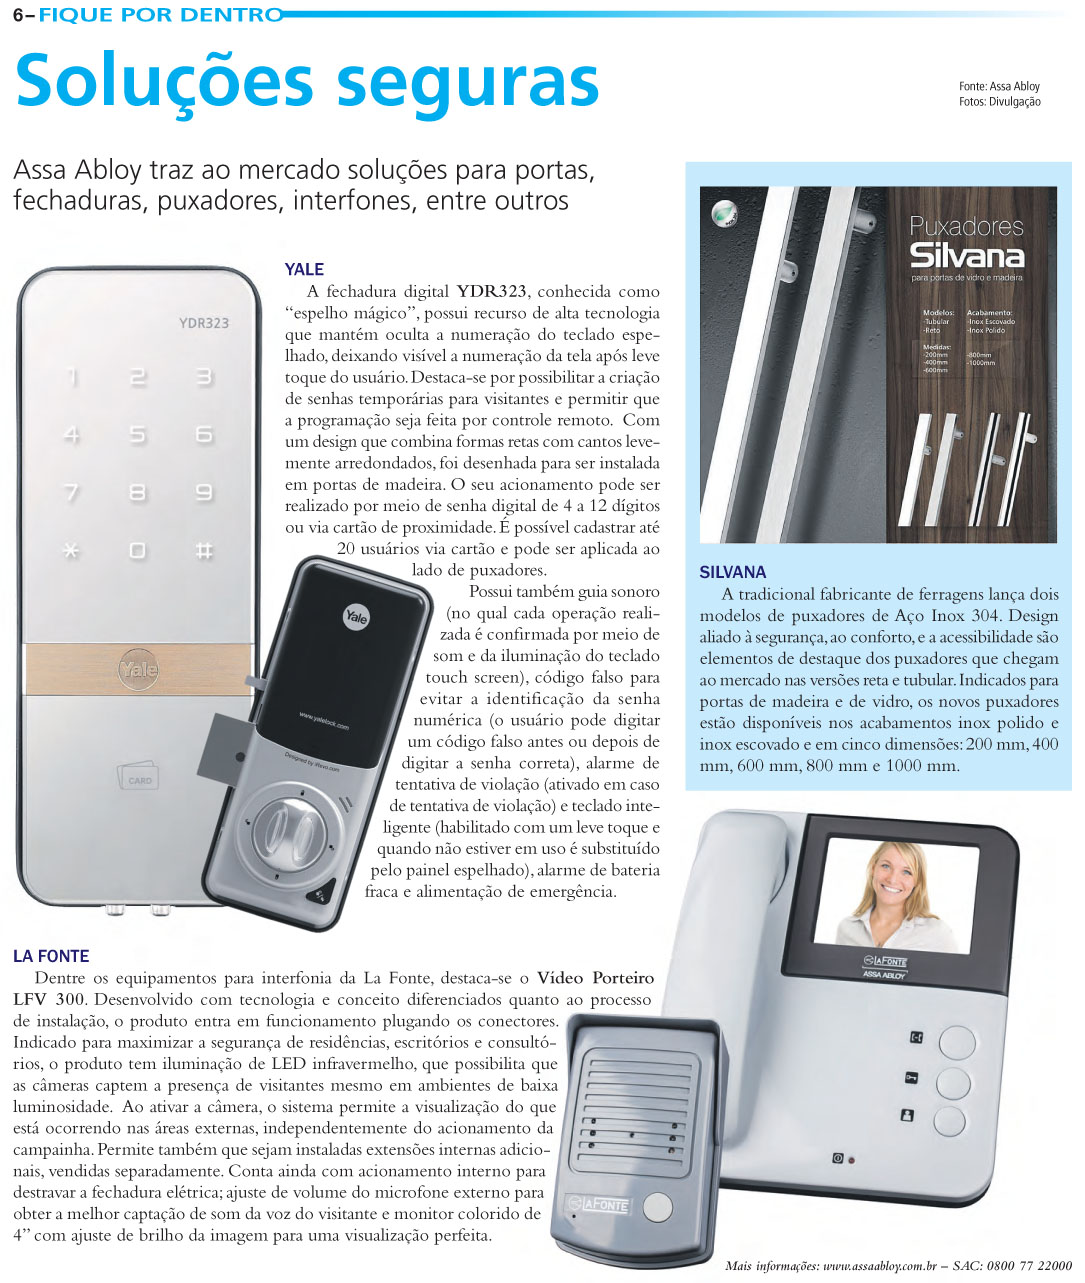 6– FIQUE POR DENTRO
Soluções seguras
Fonte: Assa Abloy
Fotos: Divulgação
Assa Abloy traz ao mercado soluções para portas,
fechaduras, puxadores, interfones, entre outros
YDR323
1 2 3
4 5 6
7 8 9
* 0 #
Yale
CARD
YALE
A fechadura digital YDR323, conhecida como
“espelho mágico”, possui recurso de alta tecnologia
que mantém oculta a numeração do teclado espe-
lhado, deixando visível a numeração da tela após leve
toque do usuário. Destaca-se por possibilitar a criação
de senhas temporárias para visitantes e permitir que
a programação seja feita por controle remoto. Com
um design que combina formas retas com cantos leve-
mente arredondados, foi desenhada para ser instalada
em portas de madeira. O seu acionamento pode ser
realizado por meio de senha digital de 4 a 12 dígitos
ou via cartão de proximidade. É possível cadastrar até
20 usuários via cartão e pode ser aplicada ao
lado de puxadores.
Possui também guia sonoro
(no qual cada operação reali-
zada é confirmada por meio de
som e da iluminação do teclado
touch screen), código falso para
evitar a identificação da senha
numérica (o usuário pode digitar
um código falso antes ou depois de
digitar a senha correta), alarme de
tentativa de violação (ativado em caso
de tentativa de violação) e teclado inte-
ligente (habilitado com um leve toque e
quando não estiver em uso é substituído
pelo painel espelhado), alarme de bateria
fraca e alimentação de emergência.
Yale
www.yalelock.com
Designed by iRevo.com
Puxadores
Silvana
para portas de vidro e madeira
Modelos:
-Tubular
-Reto
Acabamento:
-Inox Escovado
-Inox Polido
Medidas:
-200mm
-400mm
-600mm
-800mm
-1000mm
SILVANA
A tradicional fabricante de ferragens lança dois
modelos de puxadores de Aço Inox 304. Design
aliado à segurança, ao conforto, e a acessibilidade são
elementos de destaque dos puxadores que chegam
ao mercado nas versões reta e tubular. Indicados para
portas de madeira e de vidro, os novos puxadores
estão disponíveis nos acabamentos inox polido e
inox escovado e em cinco dimensões: 200 mm, 400
mm, 600 mm, 800 mm e 1000 mm.
LA FONTE
Dentre os equipamentos para interfonia da La Fonte, destaca-se o Vídeo Porteiro
LFV 300. Desenvolvido com tecnologia e conceito diferenciados quanto ao processo
de instalação, o produto entra em funcionamento plugando os conectores.
Indicado para maximizar a segurança de residências, escritórios e consultó-
rios, o produto tem iluminação de LED infravermelho, que possibilita que
as câmeras captem a presença de visitantes mesmo em ambientes de baixa
luminosidade. Ao ativar a câmera, o sistema permite a visualização do que
está ocorrendo nas áreas externas, independentemente do acionamento da
campainha. Permite também que sejam instaladas extensões internas adicio-
nais, vendidas separadamente. Conta ainda com acionamento interno para
destravar a fechadura elétrica; ajuste de volume do microfone externo para
obter a melhor captação de som da voz do visitante e monitor colorido de
4” com ajuste de brilho da imagem para uma visualização perfeita.
LAFONTE
ASSA ABLOY
LAFONTE
Mais informações: www.assaabloy.com.br – SAC: 0800 77 22000